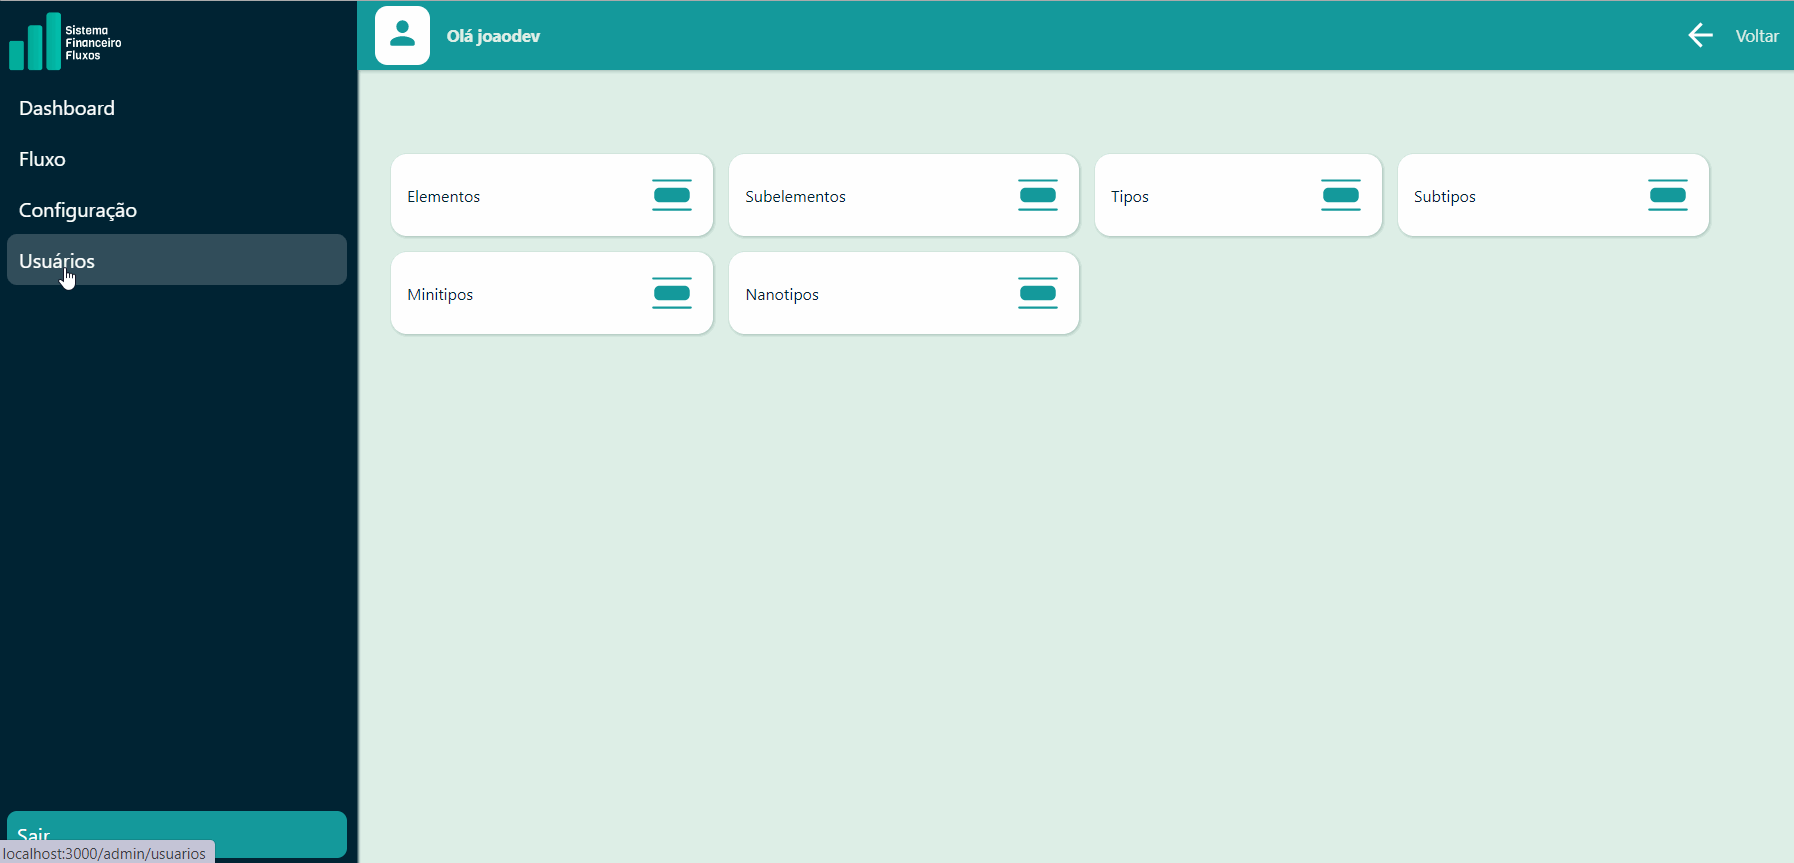 Sistema
Financeiro
Fluxos
Olá joaodev
Voltar
Dashboard
Fluxo
Configuração
Usuários
Elementos
Subelementos
Tipos
Subtipos
Minitipos
Nanotipos
Sair
localhost:3000/admin/usuarios